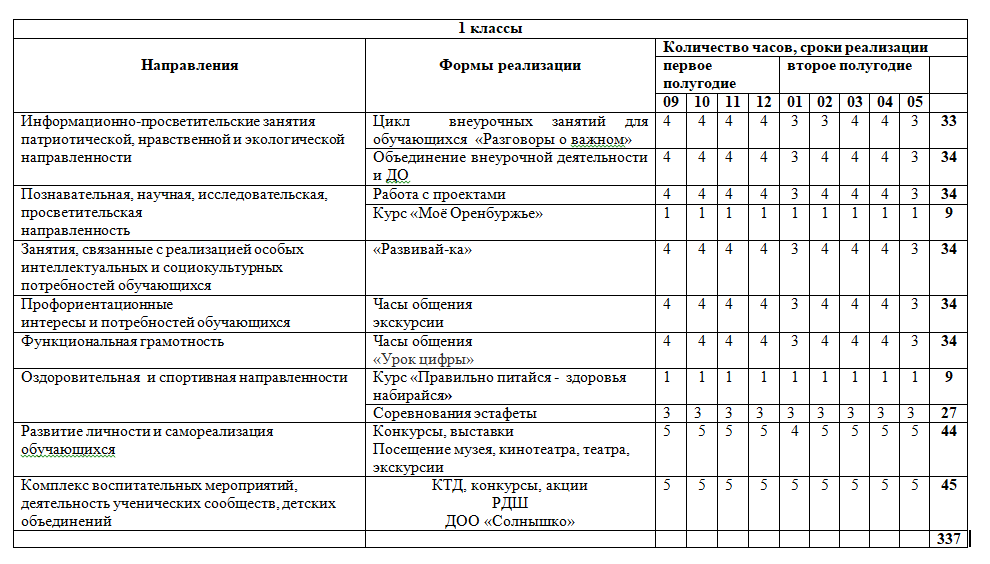 1 классы
Направления
Формы реализации
Количество часов, сроки реализации
первое полугодие
второе полугодие
09 10 11 12 01 02 03 04 05
Информационно-просветительские занятия
патриотической, нравственной и экологической
направленности
Цикл внеурочных занятий для
обучающихся «Разговоры о важном»
4 4 4 4 3 3 4 4 3 33
Объединение внеурочной деятельности
и ДО
4 4 4 4 3 4 4 4 3 34
Познавательная, научная, исследовательская,
просветительская
направленность
Работа с проектами
4 4 4 4 3 4 4 4 3 34
Курс «Моё Оренбуржье»
1 1 1 1 1 1 1 1 1 9
Занятия, связанные с реализацией особых
интеллектуальных и социокультурных
потребностей обучающихся
«Развивай-ка»
4 4 4 4 3 4 4 4 3 34
Профориентационные
интересы и потребностей обучающихся
Часы общения
экскурсии
4 4 4 4 3 4 4 4 3 34
Функциональная грамотность
Часы общения
«Урок цифры»
4 4 4 4 3 4 4 4 3 34
Оздоровительная и спортивная направленности
Курс «Правильно питайся - здоровья
набирайся»
1 1 1 1 1 1 1 1 1 9
Соревнования эстафеты
3 3 3 3 3 3 3 3 3 27
Развитие личности и самореализация
обучающихся
Конкурсы, выставки
Посещение музея, кинотеатра, театра,
экскурсии
5 5 5 5 4 5 5 5 5 44
Комплекс воспитательных мероприятий,
деятельность ученических сообществ, детских
объединений
КТД, конкурсы, акции
РДШ
ДОО «Солнышко»
5 5 5 5 5 5 5 5 5 45
337